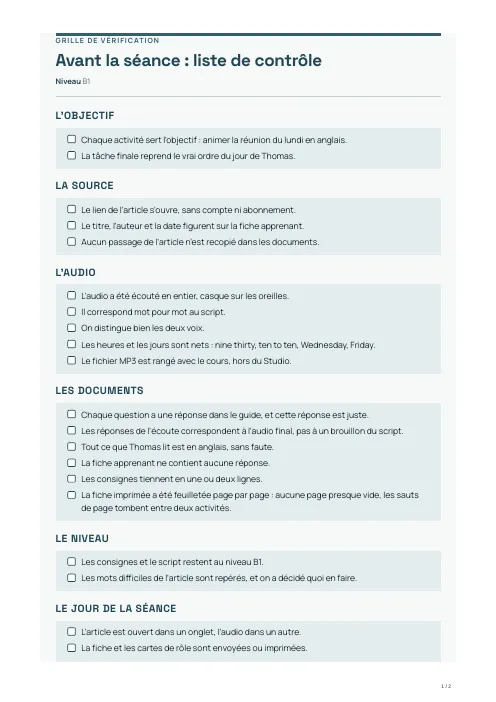 GRILLE DE VÉRIFICATION
Avant la séance : liste de contrôle
Niveau B1
L'OBJECTIF
Chaque activité sert l'objectif : animer la réunion du lundi en anglais.
La tâche finale reprend le vrai ordre du jour de Thomas.
LA SOURCE
Le lien de l'article s'ouvre, sans compte ni abonnement.
Le titre, l'auteur et la date figurent sur la fiche apprenant.
Aucun passage de l'article n'est recopié dans les documents.
L'AUDIO
L'audio a été écouté en entier, casque sur les oreilles.
Il correspond mot pour mot au script.
On distingue bien les deux voix.
Les heures et les jours sont nets : nine thirty, ten to ten, Wednesday, Friday.
Le fichier MP3 est rangé avec le cours, hors du Studio.
LES DOCUMENTS
Chaque question a une réponse dans le guide, et cette réponse est juste.
Les réponses de l'écoute correspondent à l'audio final, pas à un brouillon du script.
Tout ce que Thomas lit est en anglais, sans faute.
La fiche apprenant ne contient aucune réponse.
Les consignes tiennent en une ou deux lignes.
La fiche imprimée a été feuilletée page par page : aucune page presque vide, les sauts
de page tombent entre deux activités.
LE NIVEAU
Les consignes et le script restent au niveau B1.
Les mots difficiles de l'article sont repérés, et on a décidé quoi en faire.
LE JOUR DE LA SÉANCE
L'article est ouvert dans un onglet, l'audio dans un autre.
La fiche et les cartes de rôle sont envoyées ou imprimées.
1 / 2